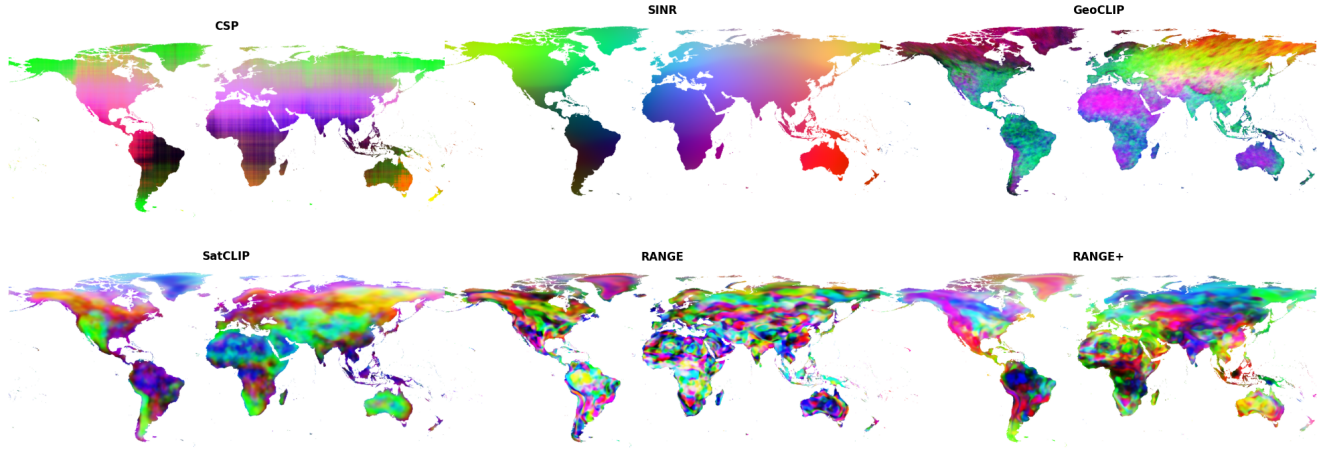 CSP
SINR
GeoCLIP
SatCLIP
RANGE
RANGE+